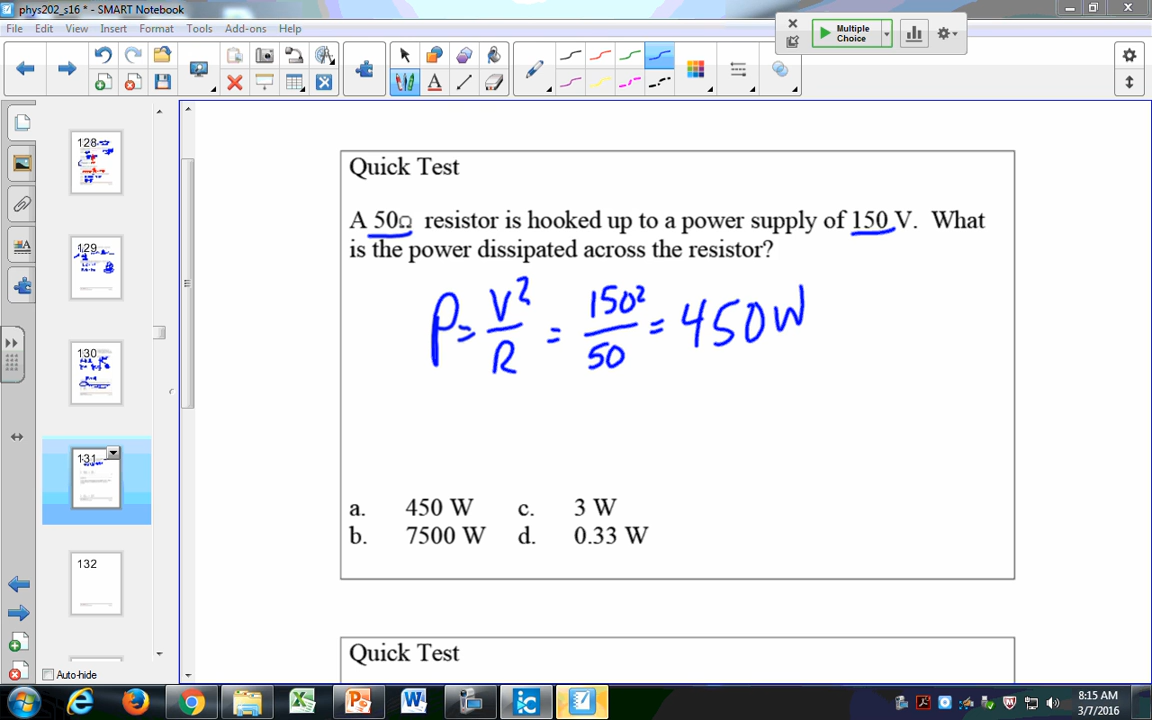 phys202_s16 * - SMART Notebook
File Edit View Insert Format Tools Add-ons Help
Multiple
Choice
128
129
130
131
132
Auto-hide
Quick Test
A 50Ω resistor is hooked up to a power supply of 150 V. What
is the power dissipated across the resistor?
P = V² / R = 150² / 50 = 450 W
a. 450 W c. 3 W
b. 7500 W d. 0.33 W
Quick Test
8:15 AM
3/7/2016